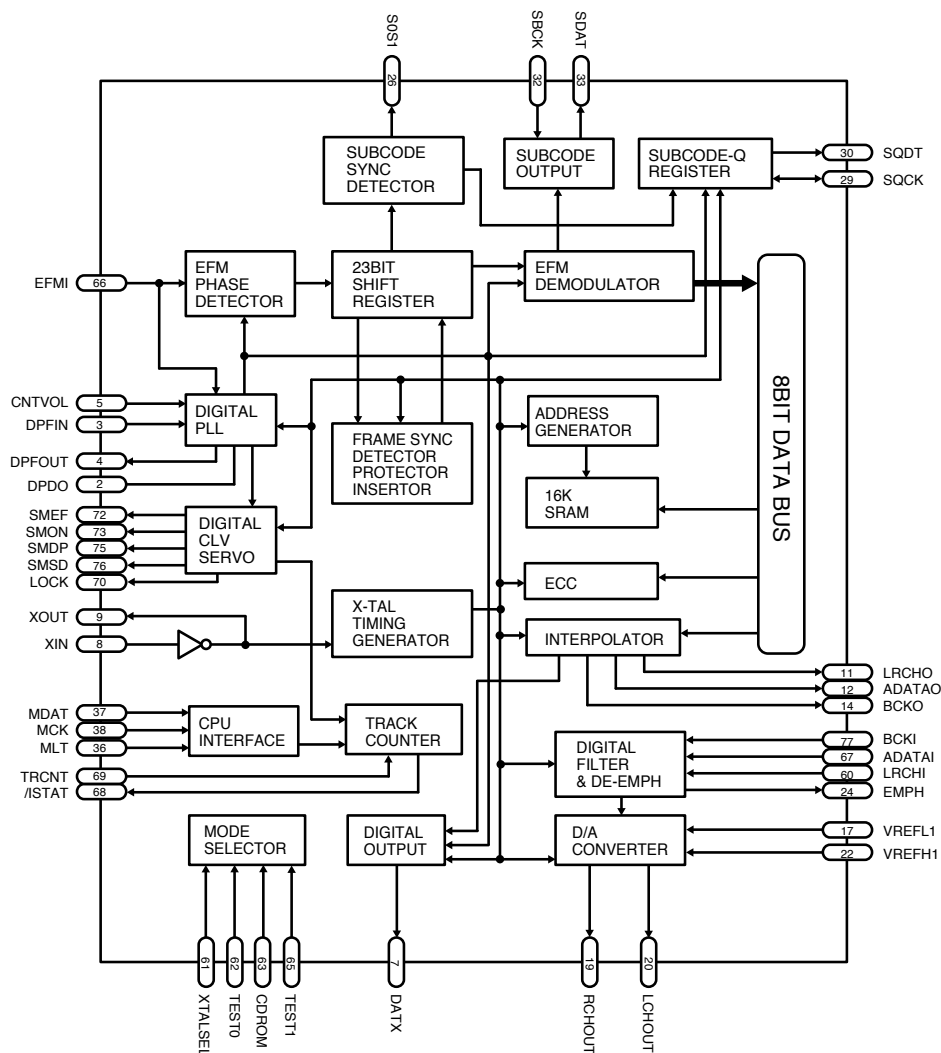 S0S1
SBCK
SDAT
26
32
33
SUBCODE
SYNC
DETECTOR
SUBCODE
OUTPUT
SUBCODE-Q
REGISTER
30
SQDT
29
SQCK
EFMI
66
EFM
PHASE
DETECTOR
23BIT
SHIFT
REGISTER
EFM
DEMODULATOR
8BIT DATA BUS
CNTVOL
5
DPFIN
3
DPFOUT
4
DPDO
2
DIGITAL
PLL
FRAME SYNC
DETECTOR
PROTECTOR
INSERTOR
ADDRESS
GENERATOR
16K
SRAM
SMEF
72
SMON
73
SMDP
75
SMSD
76
LOCK
70
DIGITAL
CLV
SERVO
ECC
XOUT
9
XIN
8
X-TAL
TIMING
GENERATOR
INTERPOLATOR
11
LRCHO
12
ADATAO
14
BCKO
MDAT
37
MCK
38
MLT
36
CPU
INTERFACE
TRACK
COUNTER
TRCNT
69
/ISTAT
68
DIGITAL
FILTER
& DE-EMPH
77
BCKI
67
ADATAI
60
LRCHI
24
EMPH
MODE
SELECTOR
DIGITAL
OUTPUT
D/A
CONVERTER
17
VREFL1
22
VREFH1
61
62
63
65
7
19
20
XTALSEL
TEST0
CDROM
TEST1
DATX
RCHOUT
LCHOUT